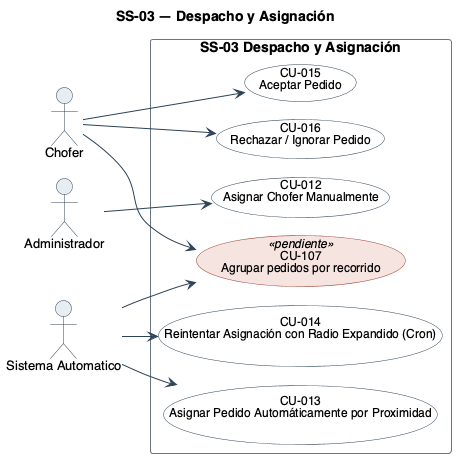 SS-03 — Despacho y Asignación
SS-03 Despacho y Asignación
CU-015
Aceptar Pedido
Chofer
CU-016
Rechazar / Ignorar Pedido
CU-012
Asignar Chofer Manualmente
Administrador
«pendiente»
CU-107
Agrupar pedidos por recorrido
Sistema Automatico
CU-014
Reintentar Asignación con Radio Expandido (Cron)
CU-013
Asignar Pedido Automáticamente por Proximidad